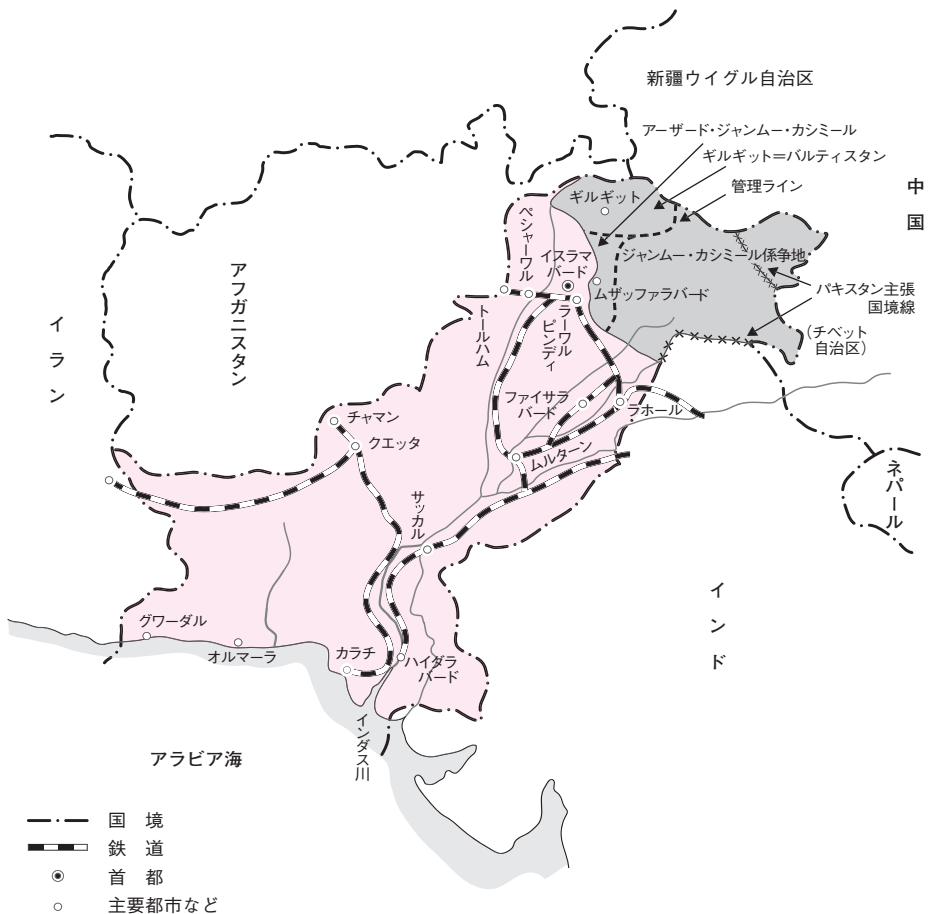 新疆ウイグル自治区
アーザード・ジャンムー・カシミール
ギルギット＝バルティスタン
管理ライン
中国
ギルギット
ペシャーワル
イスラマ
バード
ジャンムー・カシミール係争地
アフガニスタン
イラン
ムザッファラバード
パキスタン主張
国境線
トールハム
ラーワル
ピンディ
（チベット
自治区）
ファイサラ
バード
ラホール
チャマン
クエッタ
ムルターン
ネパール
サッカル
インド
グワーダル
オルマーラ
カラチ
ハイダラ
バード
インダス川
アラビア海
国　境
鉄　道
首　都
主要都市など